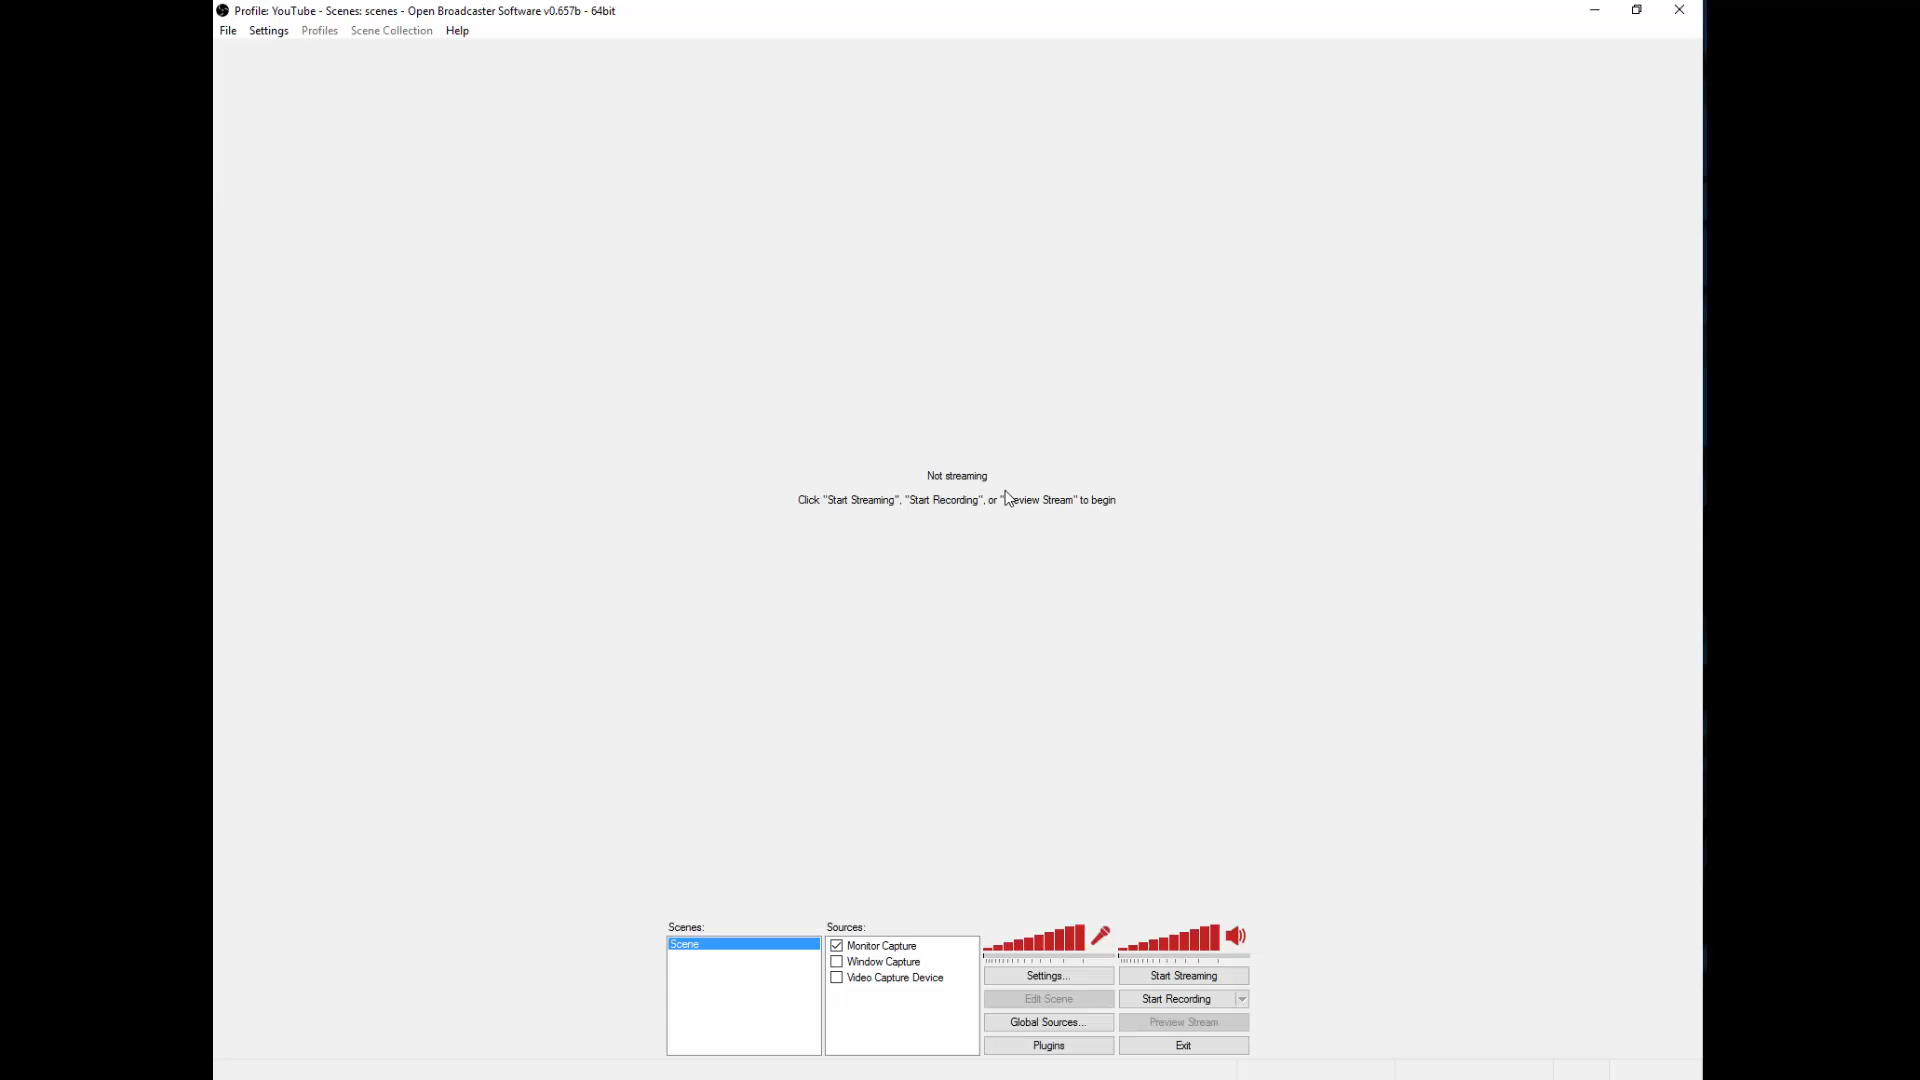 Profile: YouTube - Scenes: scenes - Open Broadcaster Software v0.657b - 64bit
File Settings Profiles Scene Collection Help
Not streaming
Click "Start Streaming", "Start Recording", or "Preview Stream" to begin
Scenes:
Scene
Sources:
Monitor Capture
Window Capture
Video Capture Device
Settings...
Start Streaming
Edit Scene
Start Recording
Global Sources...
Preview Stream
Plugins
Exit